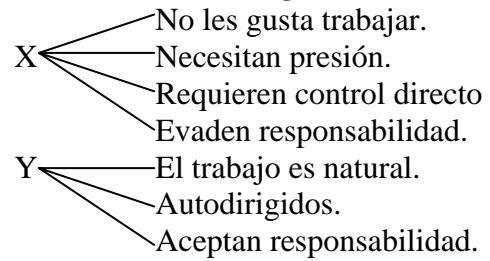 No les gusta trabajar.
X Necesitan presión.
Requieren control directo
Evaden responsabilidad.
Y El trabajo es natural.
Autodirigidos.
Aceptan responsabilidad.